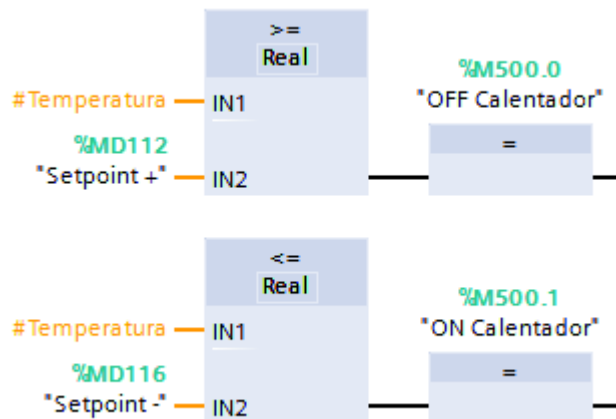 >=
Real
%M500.0
"OFF Calentador"
#Temperatura
IN1
=
%MD112
"Setpoint +"
IN2
<=
Real
%M500.1
"ON Calentador"
#Temperatura
IN1
=
%MD116
"Setpoint -"
IN2